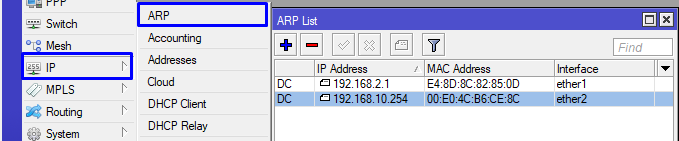 PPP
Switch
Mesh
255 IP
MPLS
Routing
System
ARP
Accounting
Addresses
Cloud
DHCP Client
DHCP Relay
ARP List
Find
IP Address MAC Address Interface
DC 192.168.2.1 E4:8D:8C:82:85:0D ether1
DC 192.168.10.254 00:E0:4C:B6:CE:8C ether2